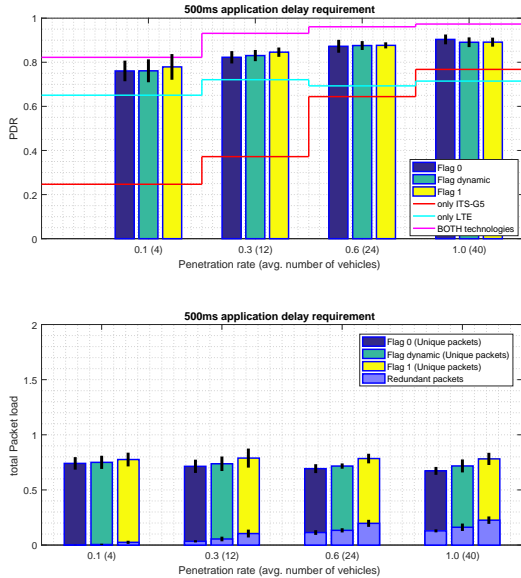 500ms application delay requirement
1
0.8
0.6
0.4
0.2
0
PDR
Flag 0
Flag dynamic
Flag 1
only ITS-G5
only LTE
BOTH technologies
0.1 (4) 0.3 (12) 0.6 (24) 1.0 (40)
Penetration rate (avg. number of vehicles)
500ms application delay requirement
2
1.5
1
0.5
0
total Packet load
Flag 0 (Unique packets)
Flag dynamic (Unique packets)
Flag 1 (Unique packets)
Redundant packets
0.1 (4) 0.3 (12) 0.6 (24) 1.0 (40)
Penetration rate (avg. number of vehicles)